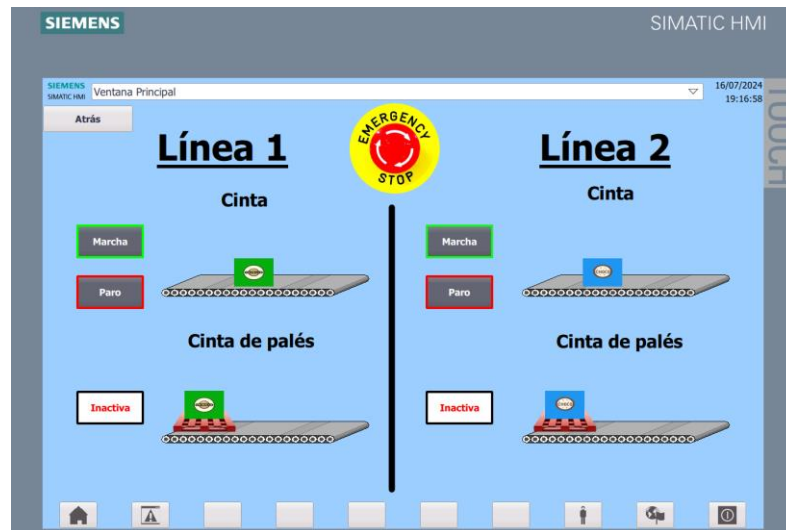 SIEMENS
SIMATIC HMI
TOUCH
SIEMENS
SIMATIC HMI
Ventana Principal
16/07/2024
19:16:58
Atrás
Línea 1
EMERGENCY
STOP
Línea 2
Cinta
Cinta
Marcha
Marcha
Paro
Paro
Cinta de palés
Cinta de palés
Inactiva
Inactiva
A